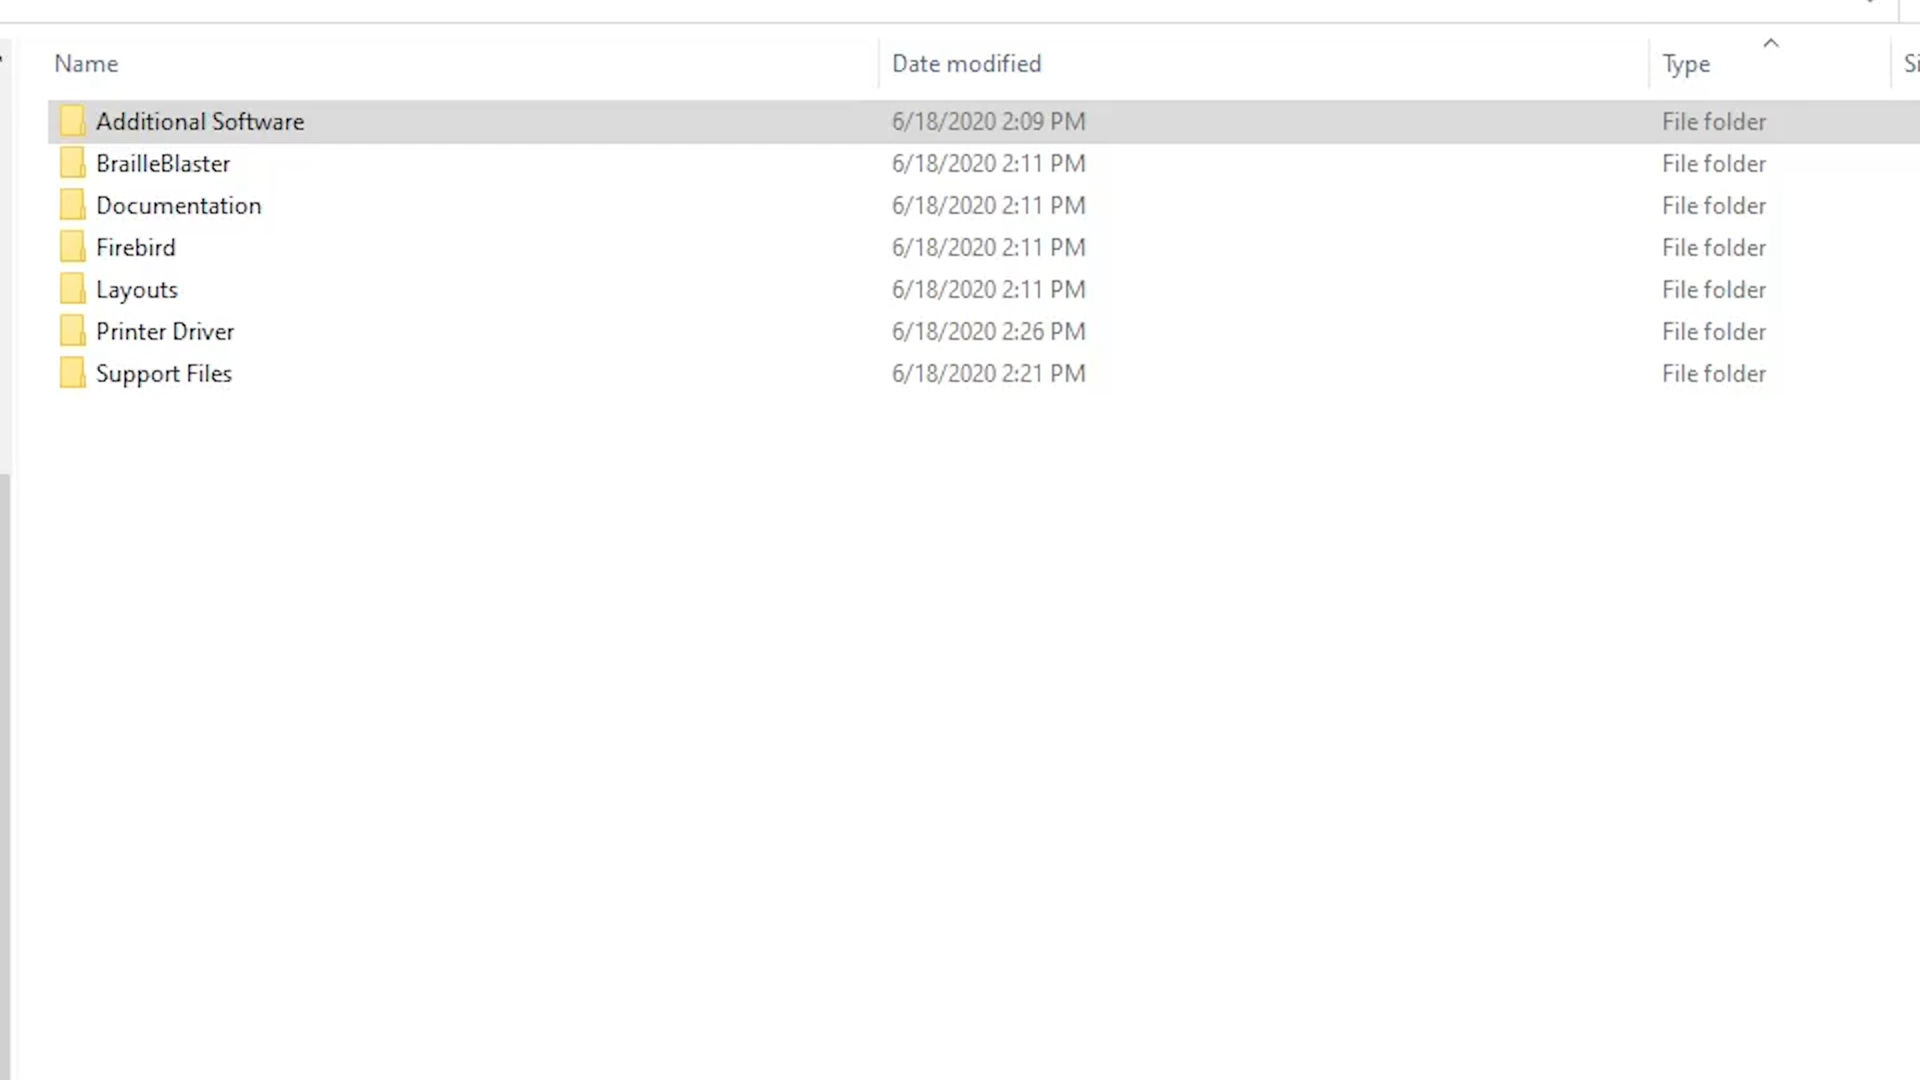 Name Date modified Type
Additional Software 6/18/2020 2:09 PM File folder
BrailleBlaster 6/18/2020 2:11 PM File folder
Documentation 6/18/2020 2:11 PM File folder
Firebird 6/18/2020 2:11 PM File folder
Layouts 6/18/2020 2:11 PM File folder
Printer Driver 6/18/2020 2:26 PM File folder
Support Files 6/18/2020 2:21 PM File folder